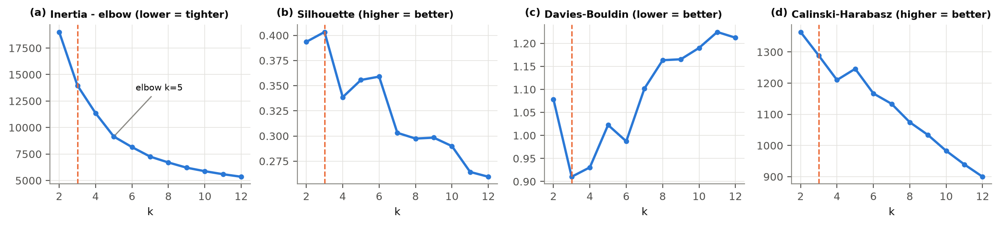 (a) Inertia - elbow (lower = tighter)
17500
15000
12500
10000
7500
5000
elbow k=5
2 4 6 8 10 12
k
(b) Silhouette (higher = better)
0.400
0.375
0.350
0.325
0.300
0.275
2 4 6 8 10 12
k
(c) Davies-Bouldin (lower = better)
1.20
1.15
1.10
1.05
1.00
0.95
0.90
2 4 6 8 10 12
k
(d) Calinski-Harabasz (higher = better)
1300
1200
1100
1000
900
2 4 6 8 10 12
k